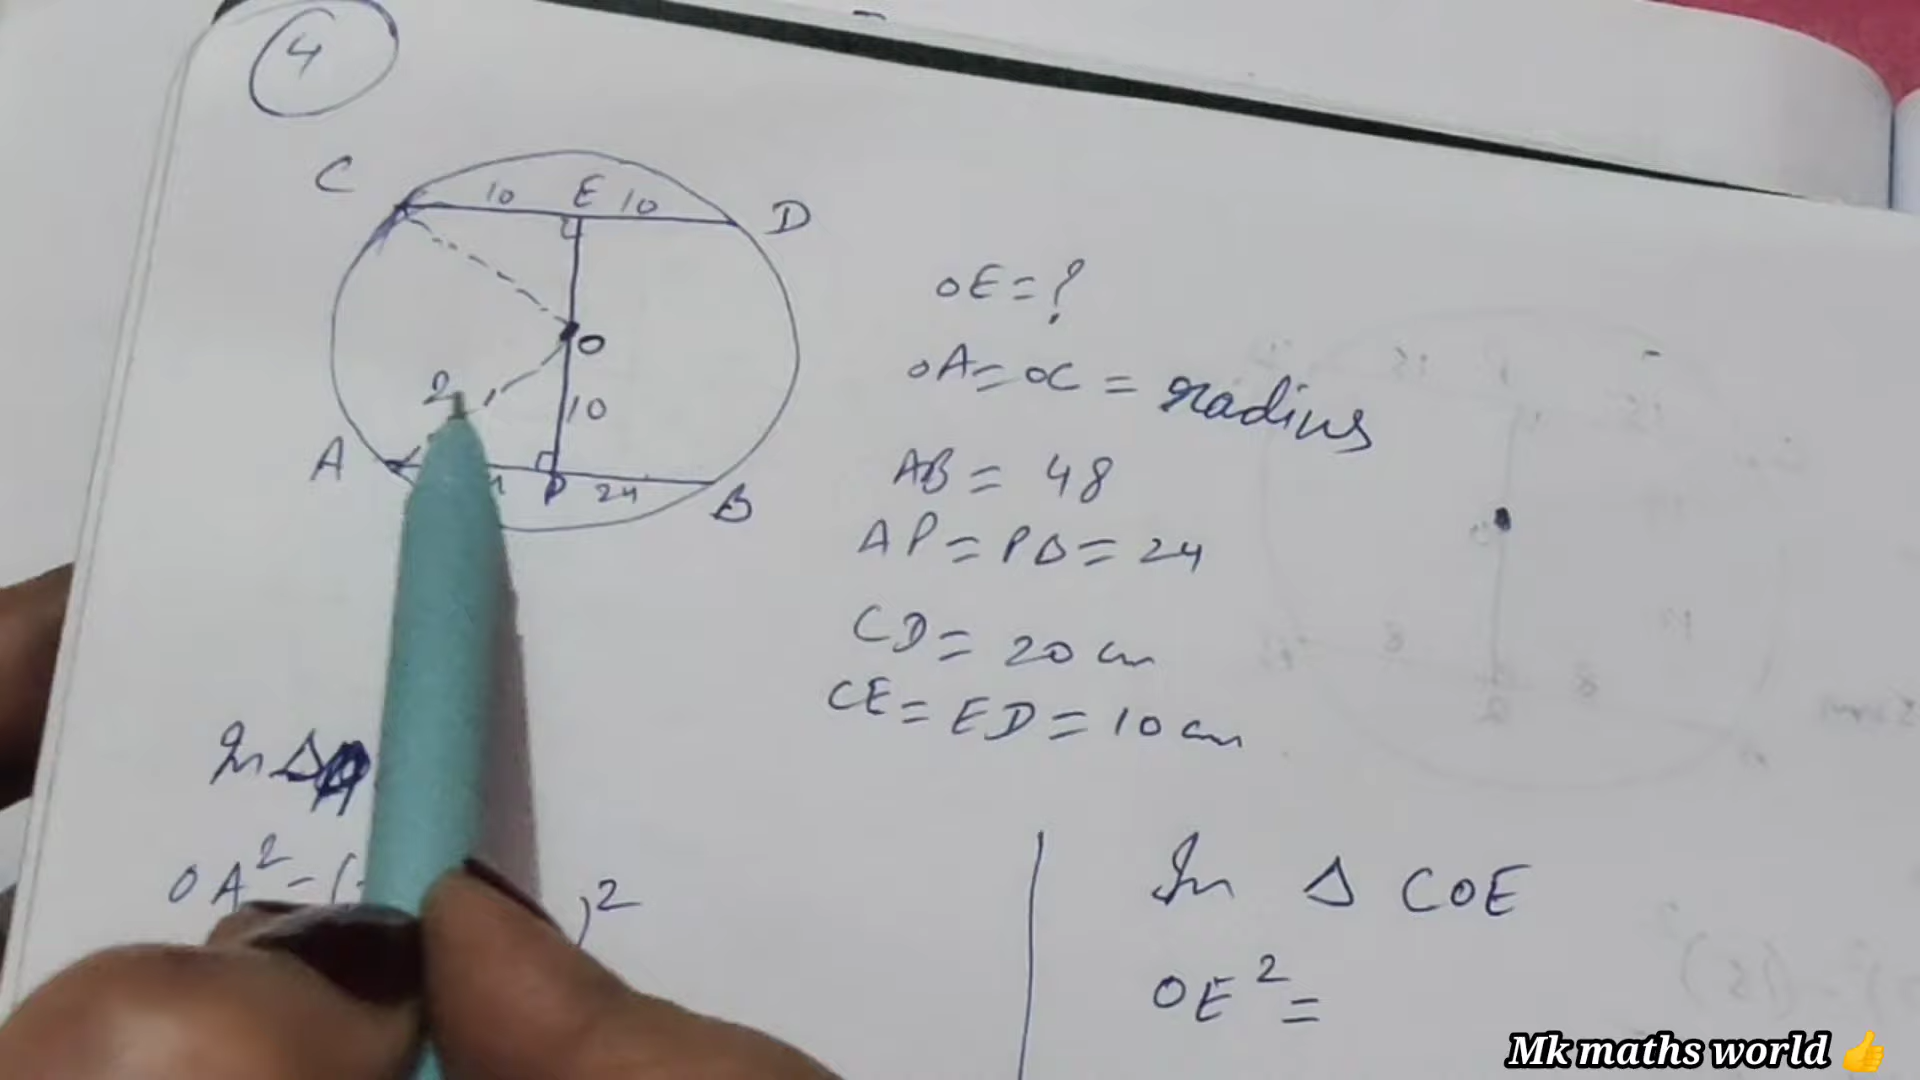 4
C 10 E 10 D
O
2
10
A P 24 B
OE = ?
OA = OC = radius
AB = 48
AP = PB = 24
CD = 20 cm
CE = ED = 10 cm
In Δ
OA² = ( )²
In Δ COE
OE² =
Mk maths world 👍